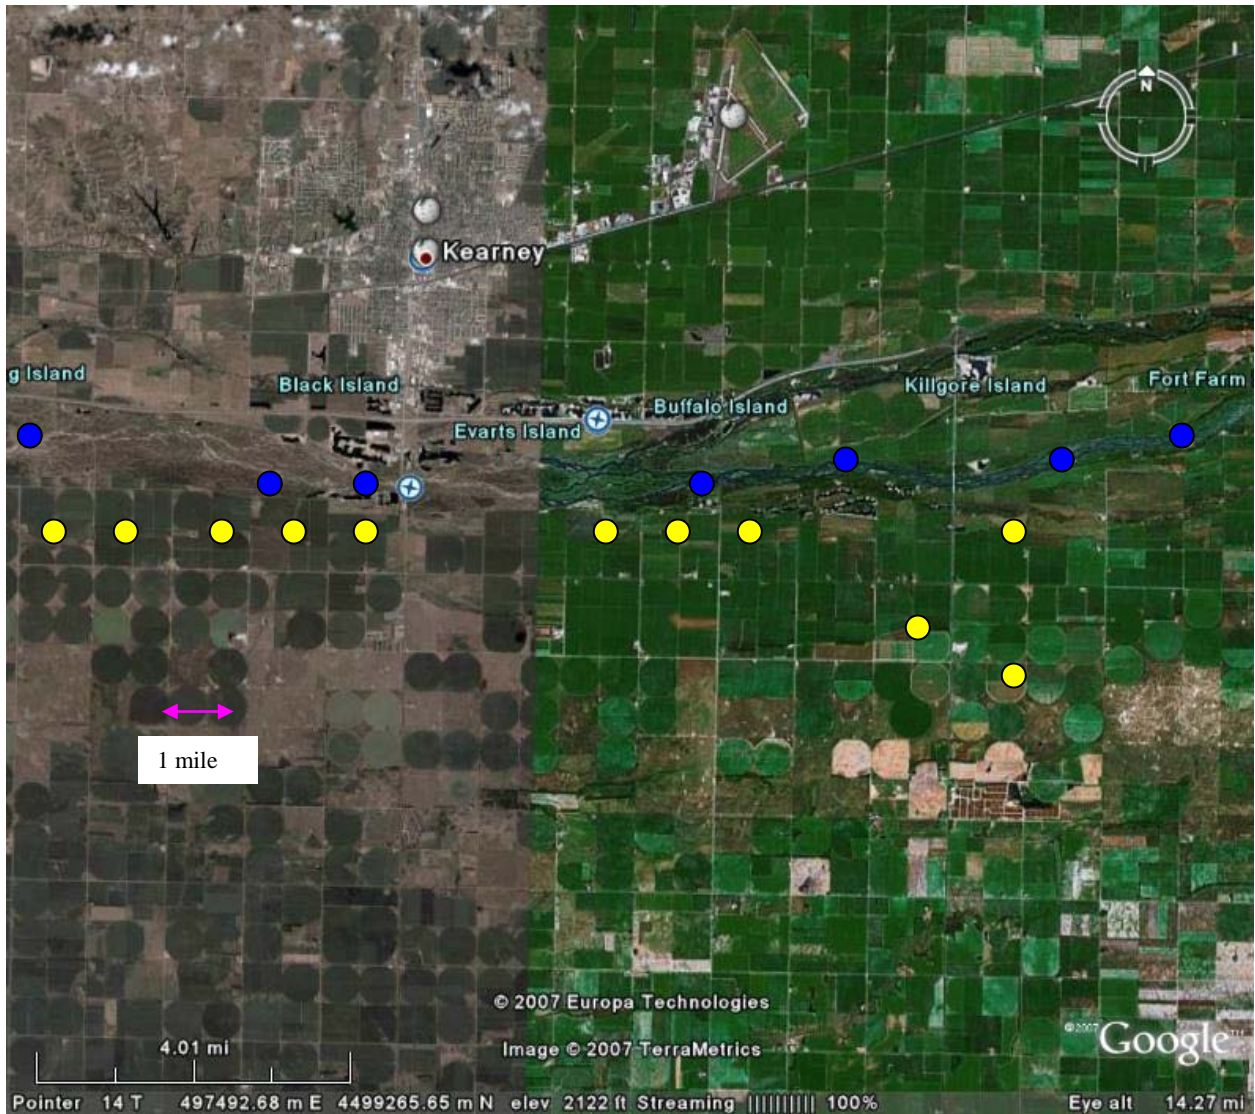 N
Kearney
g Island
Black Island
Evarts Island
Buffalo Island
Killgore Island
Fort Farm
1 mile
© 2007 Europa Technologies
Image © 2007 TerraMetrics
©2007 Google™
4.01 mi
Pointer 14 T 497492.68 m E 4499265.65 m N elev 2122 ft Streaming |||||||||| 100% Eye alt 14.27 mi